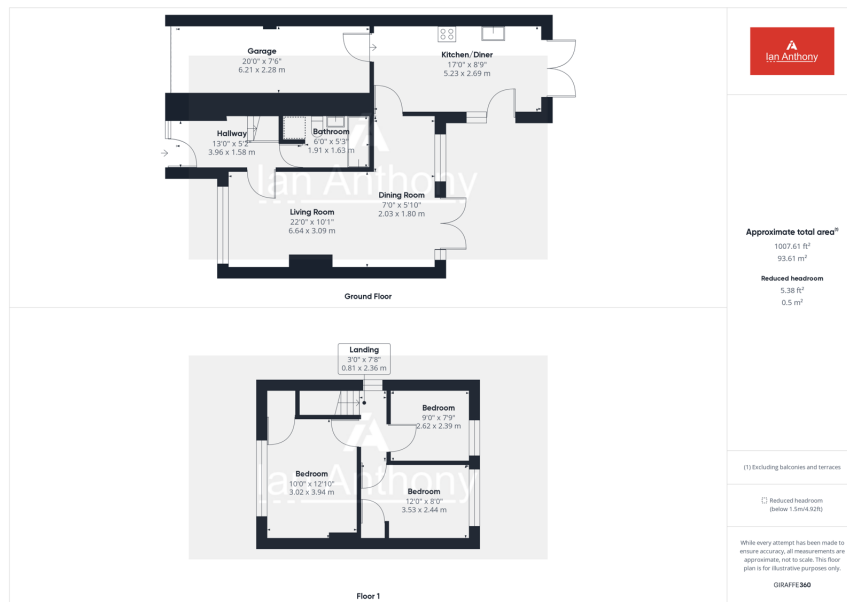 Garage
20'0" x 7'6"
6.21 x 2.28 m
Kitchen/Diner
17'0" x 8'9"
5.23 x 2.69 m
Hallway
13'0" x 5'2"
3.96 x 1.58 m
Bathroom
6'0" x 5'3"
1.91 x 1.63 m
Dining Room
7'0" x 5'10"
2.03 x 1.80 m
Living Room
22'0" x 10'1"
6.64 x 3.09 m
Ian Anthony
Ground Floor
Landing
3'0" x 7'8"
0.81 x 2.36 m
Bedroom
9'0" x 7'9"
2.62 x 2.39 m
Bedroom
10'0" x 12'10"
3.02 x 3.94 m
Bedroom
12'0" x 8'0"
3.53 x 2.44 m
Ian Anthony
Floor 1
Ian Anthony
Approximate total area(1)
1007.61 ft²
93.61 m²
Reduced headroom
5.38 ft²
0.5 m²
(1) Excluding balconies and terraces
Reduced headroom
(below 1.5m/4.92ft)
While every attempt has been made to
ensure accuracy, all measurements are
approximate, not to scale. This floor
plan is for illustrative purposes only.
GIRAFFE360